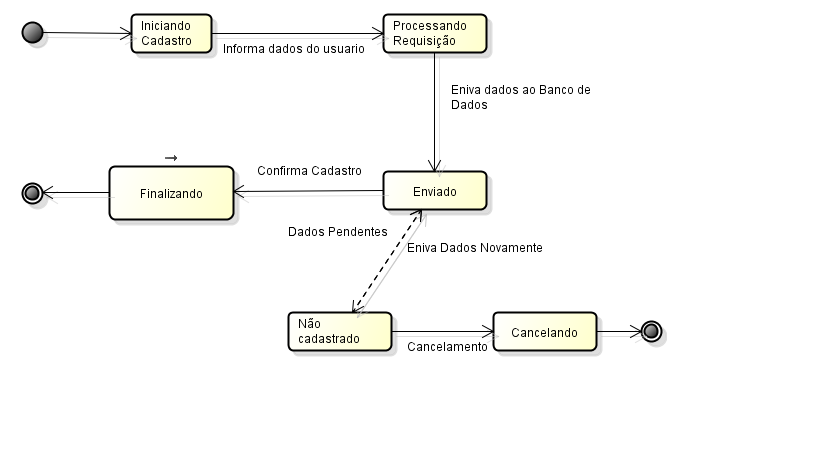 Iniciando
Cadastro
Informa dados do usuario
Processando
Requisição
Eniva dados ao Banco de
Dados
Finalizando
Confirma Cadastro
Enviado
Dados Pendentes
Eniva Dados Novamente
Não
cadastrado
Cancelamento
Cancelando